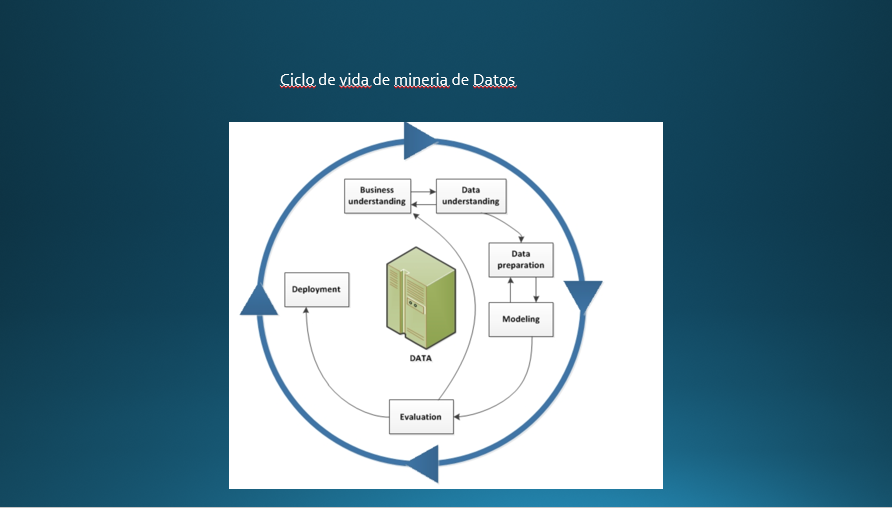 Ciclo de vida de mineria de Datos
Business
understanding
Data
understanding
Data
preparation
Deployment
Modeling
DATA
Evaluation